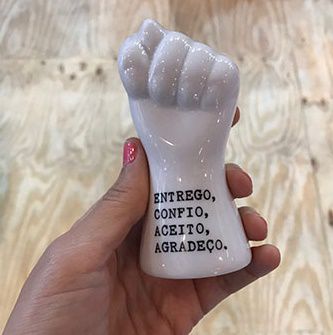 ENTREGO,
CONFIO,
ACEITO,
AGRADEÇO.